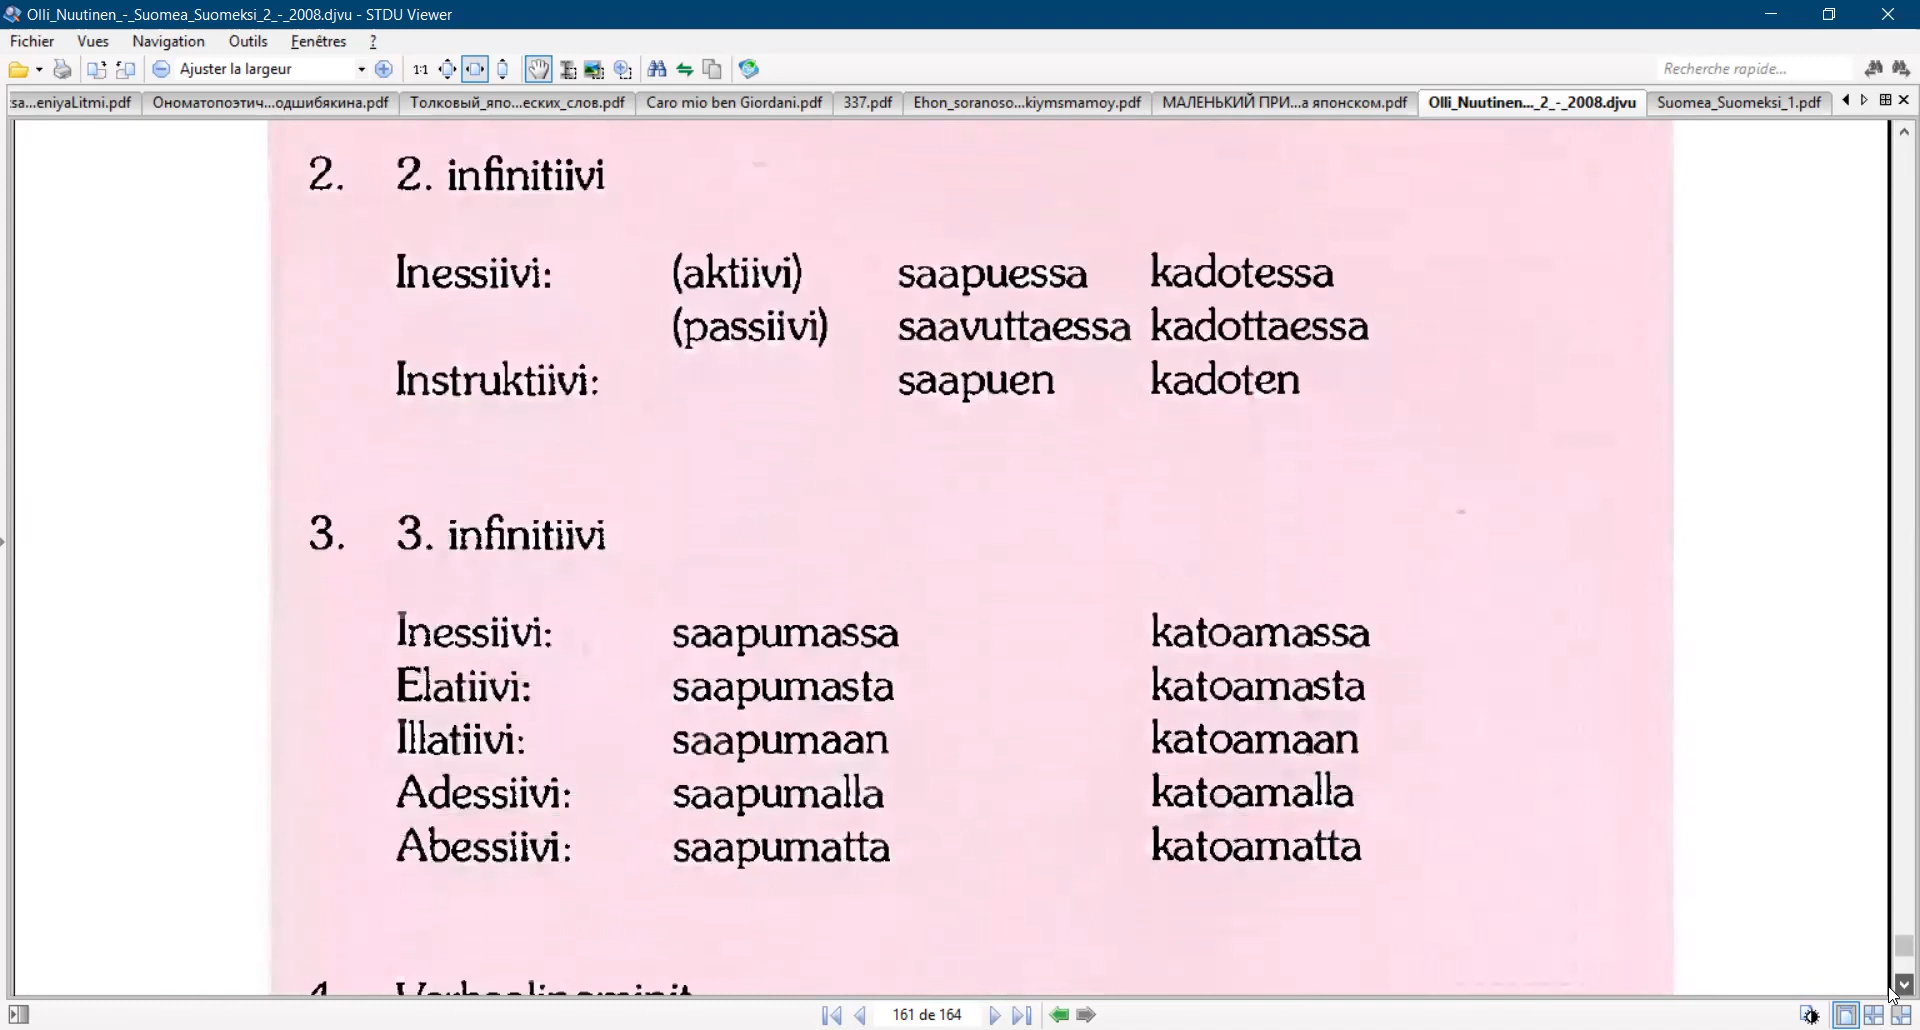 Olli_Nuutinen_-_Suomea_Suomeksi_2_-_2008.djvu - STDU Viewer
Fichier Vues Navigation Outils Fenêtres ?
Ajuster la largeur 1:1 Recherche rapide...
sa...eniyaLitmi.pdf Ономатопоэтич...одшибякина.pdf Толковый_япо...еских_слов.pdf Caro mio ben Giordani.pdf 337.pdf Ehon_soranoso...kiymsmamoy.pdf МАЛЕНЬКИЙ ПРИ...а японском.pdf Olli_Nuutinen..._2_-_2008.djvu Suomea_Suomeksi_1.pdf
2. 2. infinitiivi
Inessiivi: (aktiivi) saapuessa kadotessa
(passiivi) saavuttaessa kadottaessa
Instruktiivi: saapuen kadoten
3. 3. infinitiivi
Inessiivi: saapumassa katoamassa
Elatiivi: saapumasta katoamasta
Illatiivi: saapumaan katoamaan
Adessiivi: saapumalla katoamalla
Abessiivi: saapumatta katoamatta
161 de 164